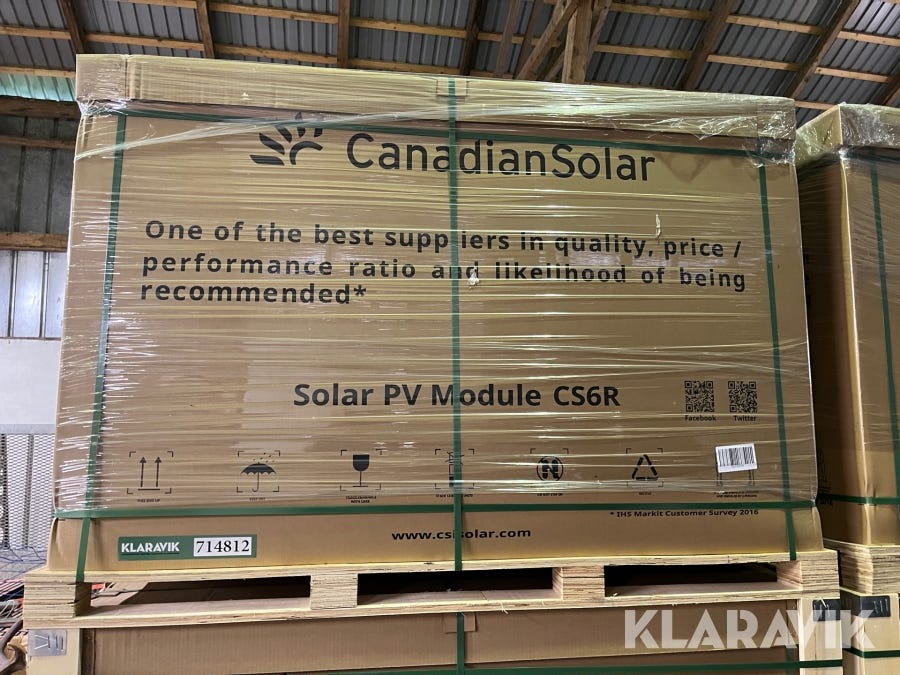 CanadianSolar
One of the best suppliers in quality, price /
performance ratio and likelihood of being
recommended*
Solar PV Module CS6R
Facebook Twitter
* IHS Markit Customer Survey 2016
www.csisolar.com
KLARAVIK 714812
KLARAVIK